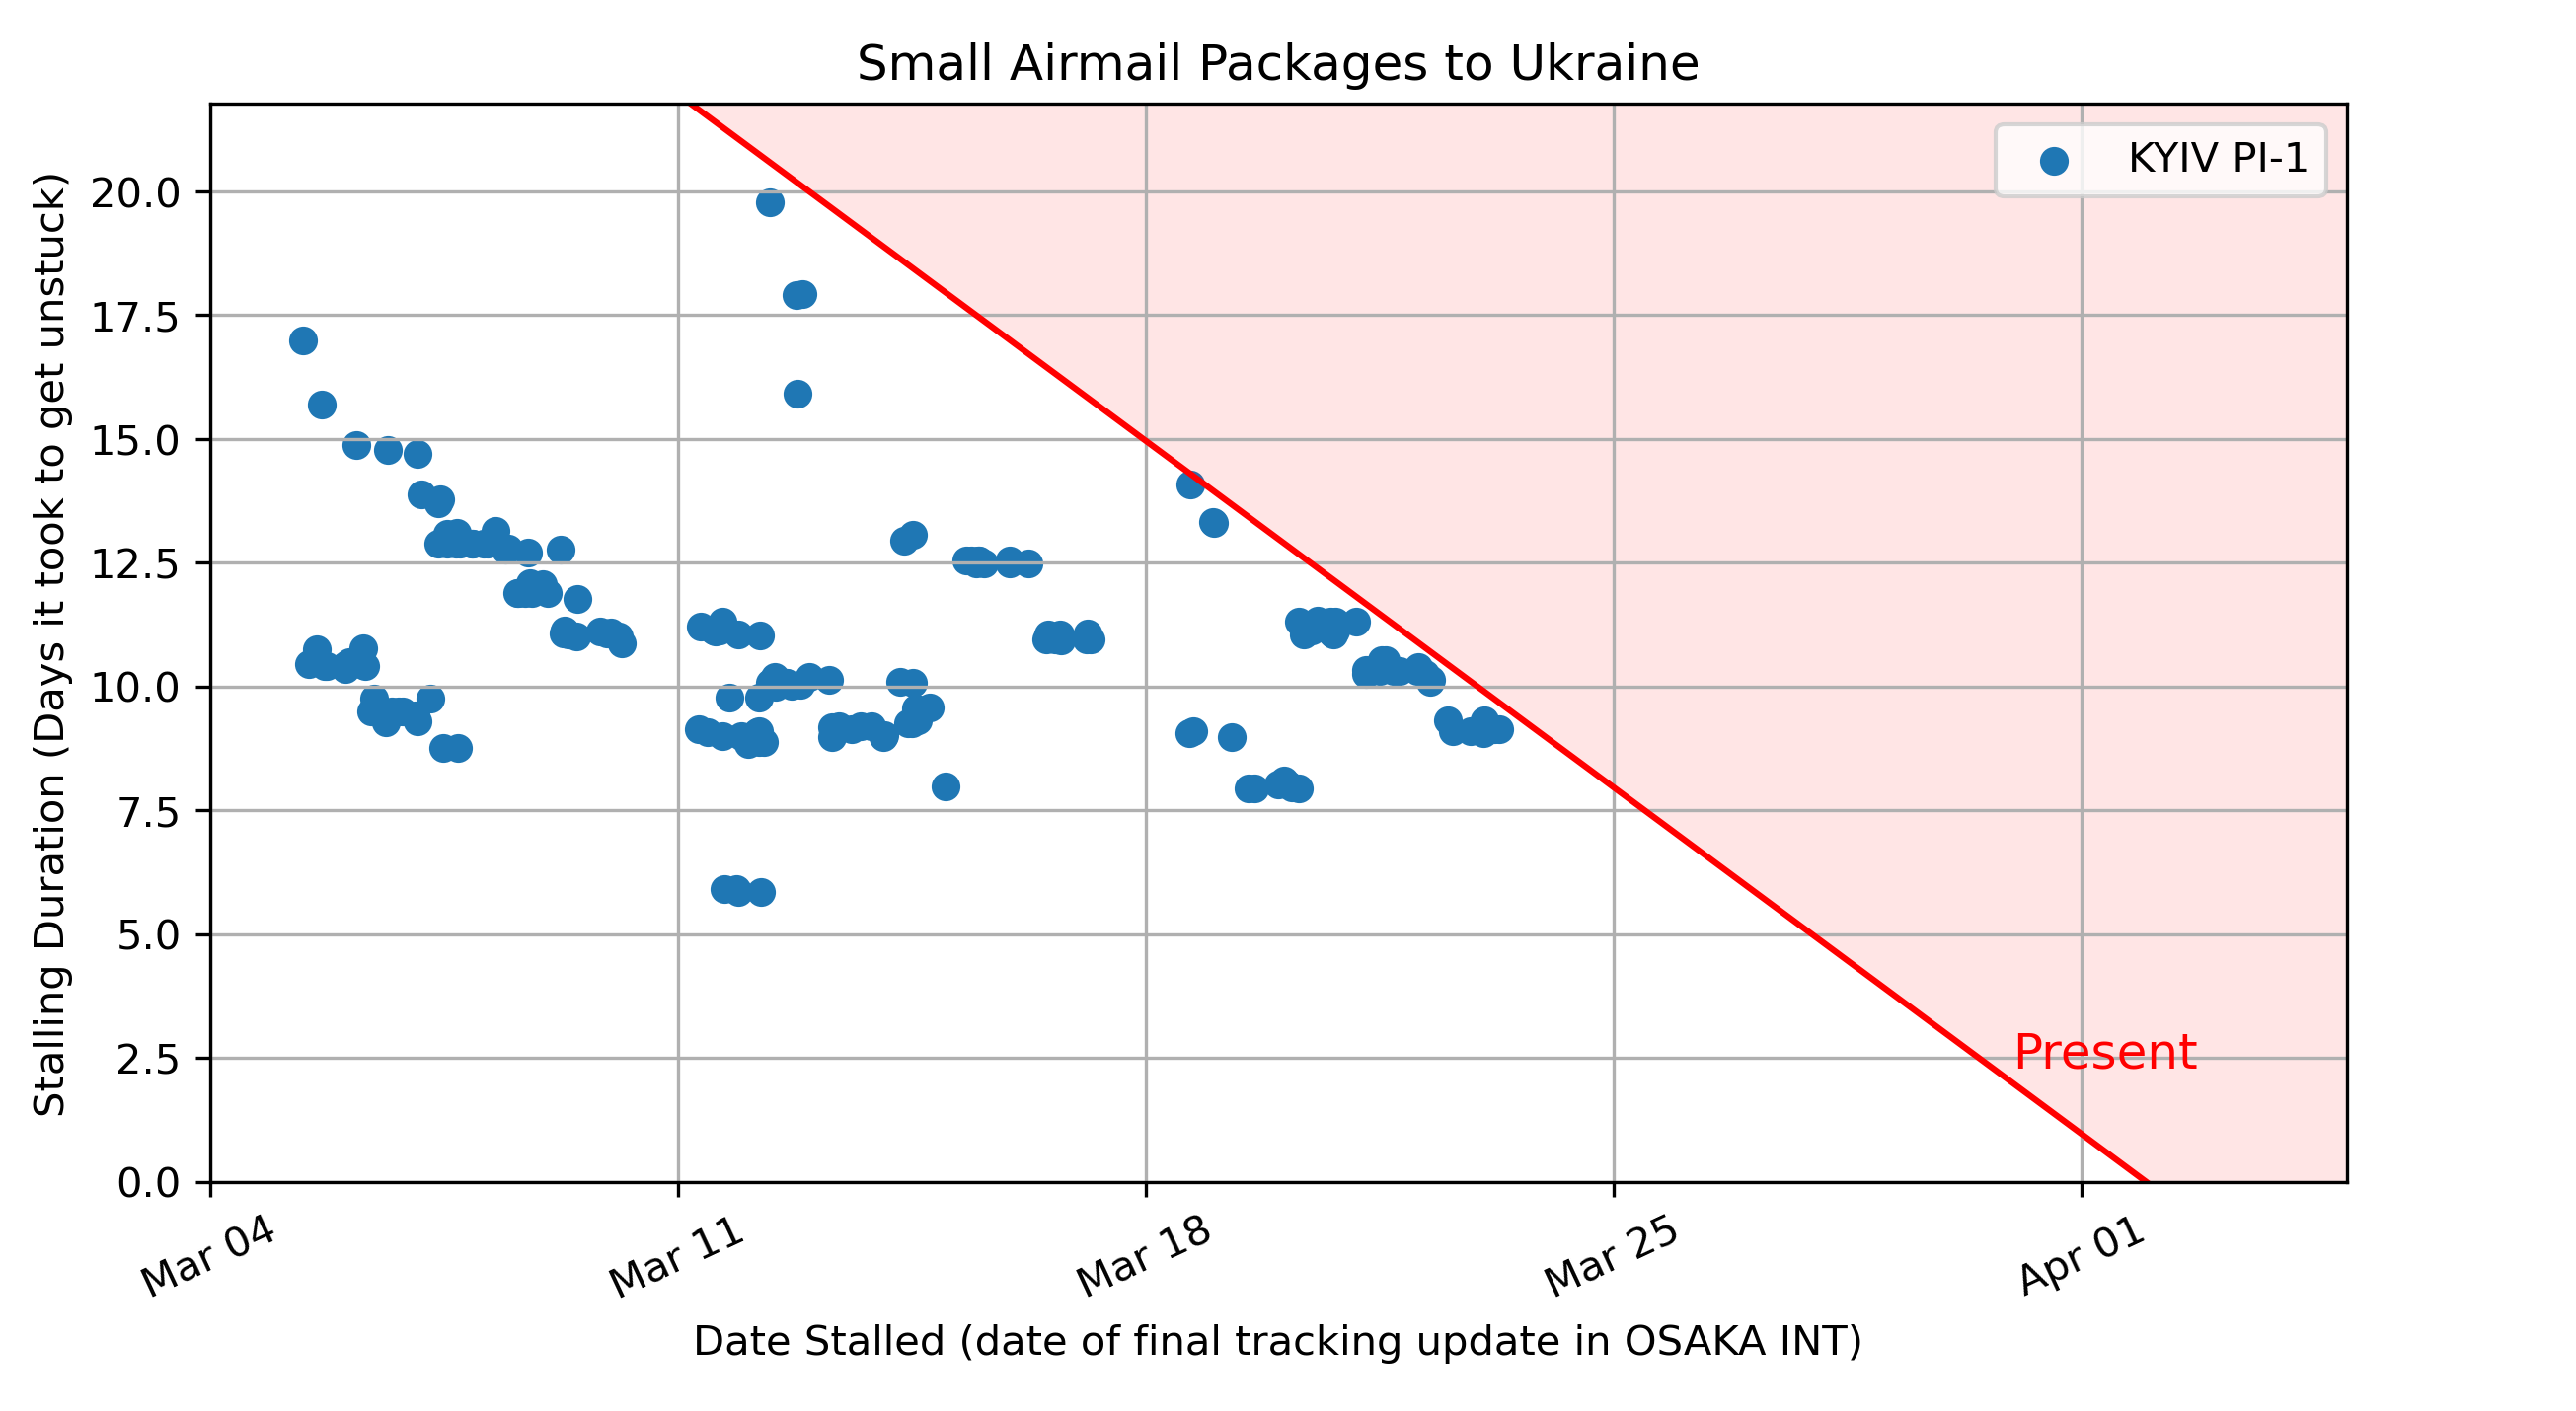 Small Airmail Packages to Ukraine
KYIV PI-1
Stalling Duration (Days it took to get unstuck)
20.0
17.5
15.0
12.5
10.0
7.5
5.0
2.5
0.0
Present
Mar 04
Mar 11
Mar 18
Mar 25
Apr 01
Date Stalled (date of final tracking update in OSAKA INT)